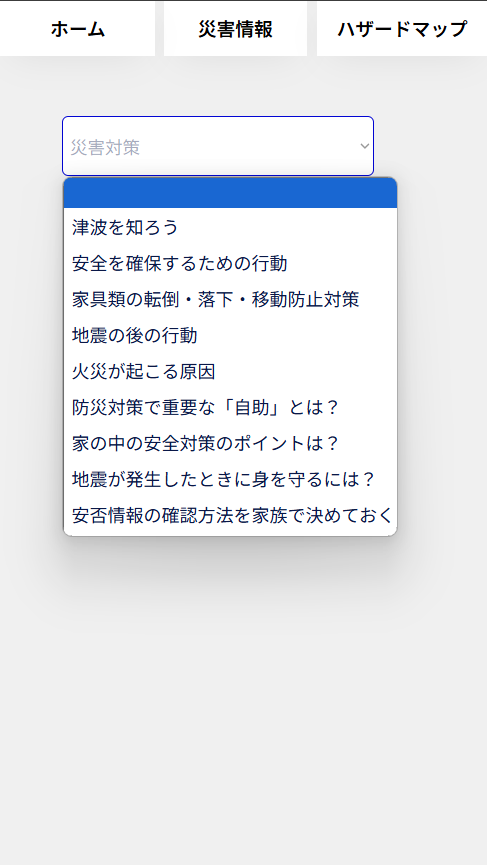 ホーム 災害情報 ハザードマップ
災害対策
津波を知ろう
安全を確保するための行動
家具類の転倒・落下・移動防止対策
地震の後の行動
火災が起こる原因
防災対策で重要な「自助」とは？
家の中の安全対策のポイントは？
地震が発生したときに身を守るには？
安否情報の確認方法を家族で決めておく